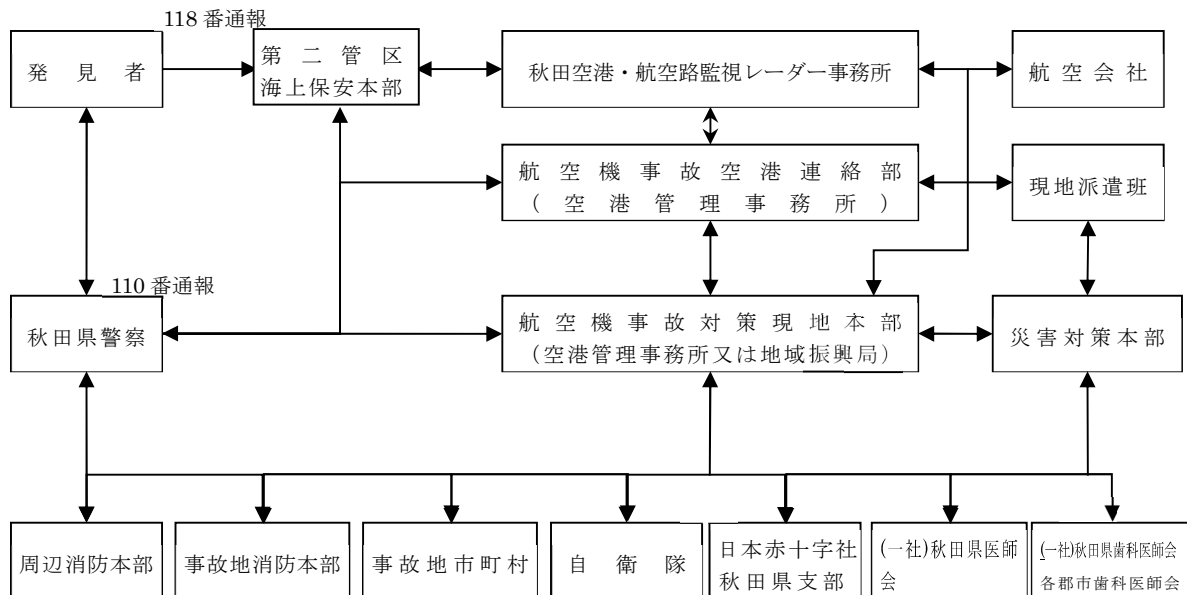 118 番通報
発見者
第二管区
海上保安本部
秋田空港・航空路監視レーダー事務所
航空会社
航空機事故空港連絡部
(空港管理事務所)
現地派遣班
110 番通報
秋田県警察
航空機事故対策現地本部
(空港管理事務所又は地域振興局)
災害対策本部
周辺消防本部
事故地消防本部
事故地市町村
自衛隊
日本赤十字社
秋田県支部
(一社)秋田県医師
会
(一社)秋田県歯科医師会
各郡市歯科医師会